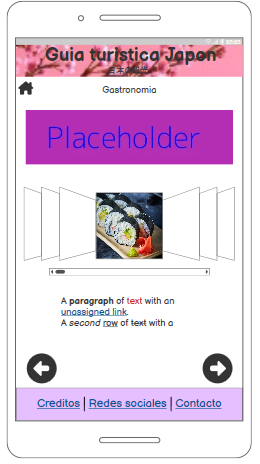 Guia turistica Japon
Gastronomia
Placeholder
A paragraph of text with an
unassigned link.
A second row of text with a
Creditos | Redes sociales | Contacto